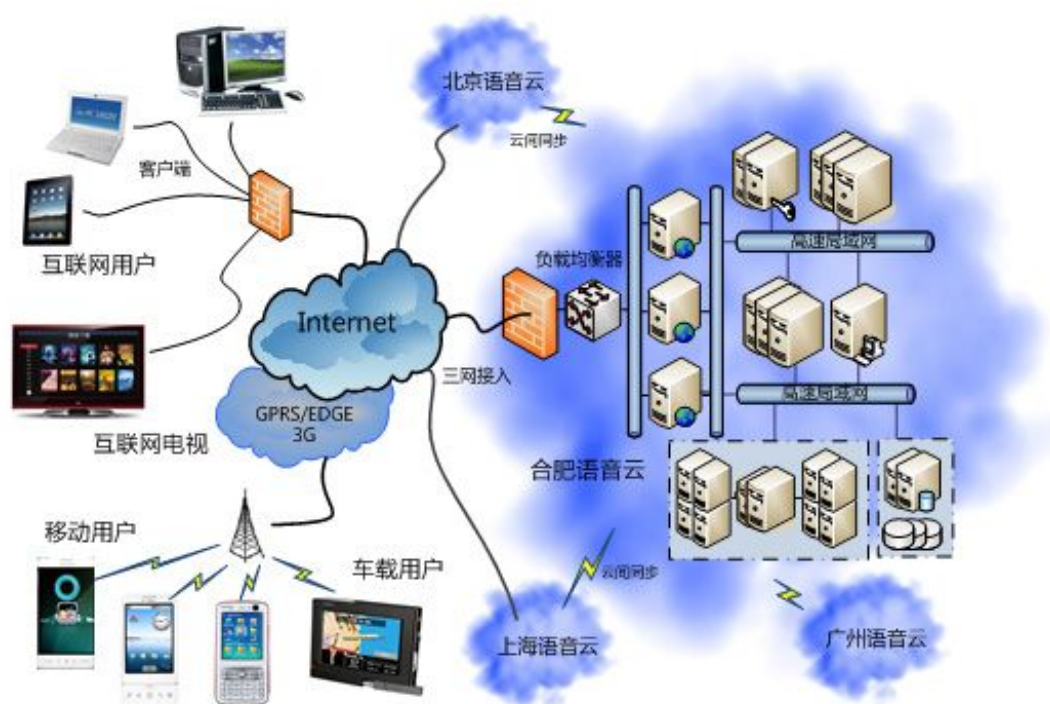 北京语音云
云间同步
客户端
互联网用户
高速局域网
负载均衡器
Internet
三网接入
高速局域网
GPRS/EDGE
3G
互联网电视
合肥语音云
移动用户
车载用户
云间同步
上海语音云
广州语音云